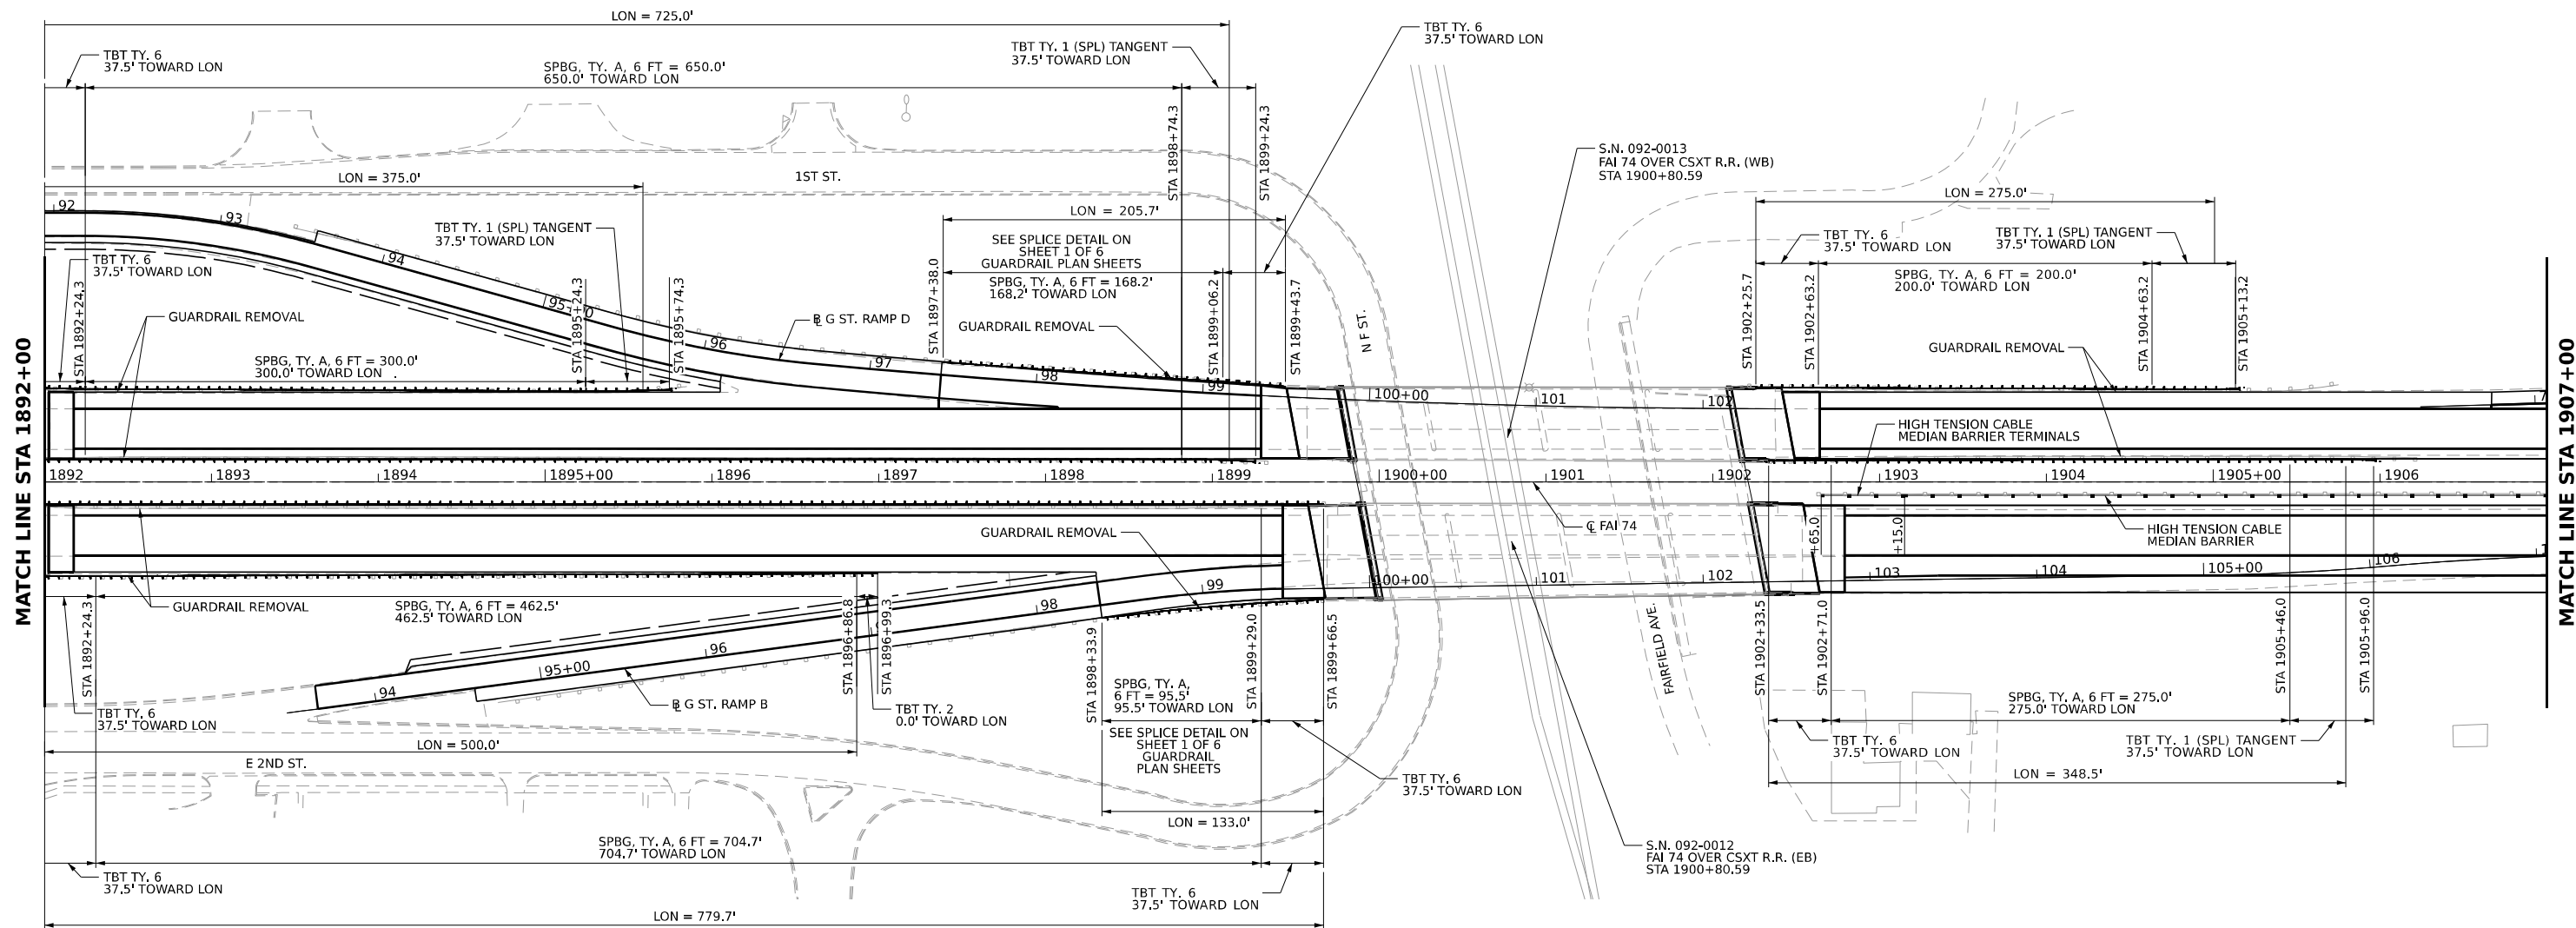 LON = 725.0'
TBT TY. 6
37.5' TOWARD LON
SPBG, TY. A, 6 FT = 650.0'
650.0' TOWARD LON
TBT TY. 1 (SPL) TANGENT
37.5' TOWARD LON
TBT TY. 6
37.5' TOWARD LON
STA 1898+74.3
STA 1899+24.3
S.N. 092-0013
FAI 74 OVER CSXT R.R. (WB)
STA 1900+80.59
LON = 375.0'
1ST ST.
LON = 275.0'
92
93
94
95+00
96
97
98
99
100+00
101
102
TBT TY. 1 (SPL) TANGENT
37.5' TOWARD LON
LON = 205.7'
SEE SPLICE DETAIL ON
SHEET 1 OF 6
GUARDRAIL PLAN SHEETS
SPBG, TY. A, 6 FT = 168.2'
168.2' TOWARD LON
TBT TY. 6
37.5' TOWARD LON
TBT TY. 1 (SPL) TANGENT
37.5' TOWARD LON
SPBG, TY. A, 6 FT = 200.0'
200.0' TOWARD LON
TBT TY. 6
37.5' TOWARD LON
STA 1892+24.3
STA 1895+24.3
STA 1895+74.3
STA 1897+38.0
STA 1899+06.2
STA 1899+43.7
STA 1902+25.7
STA 1902+63.2
STA 1904+63.2
STA 1905+13.2
GUARDRAIL REMOVAL
B G ST. RAMP D
GUARDRAIL REMOVAL
N F ST.
GUARDRAIL REMOVAL
SPBG, TY. A, 6 FT = 300.0'
300.0' TOWARD LON
MATCH LINE STA 1892+00
MATCH LINE STA 1907+00
HIGH TENSION CABLE
MEDIAN BARRIER TERMINALS
1892
1893
1894
1895+00
1896
1897
1898
1899
1900+00
1901
1902
1903
1904
1905+00
1906
GUARDRAIL REMOVAL
℄ FAI 74
+65.0
+15.0
HIGH TENSION CABLE
MEDIAN BARRIER
94
95+00
96
98
99
100+00
101
102
103
104
105+00
106
GUARDRAIL REMOVAL
SPBG, TY. A, 6 FT = 462.5'
462.5' TOWARD LON
STA 1892+24.3
STA 1896+86.8
STA 1896+99.3
STA 1898+33.9
STA 1899+29.0
STA 1899+66.5
FAIRFIELD AVE.
STA 1902+33.5
STA 1902+71.0
STA 1905+46.0
STA 1905+96.0
TBT TY. 6
37.5' TOWARD LON
B G ST. RAMP B
TBT TY. 2
0.0' TOWARD LON
SPBG, TY. A,
6 FT = 95.5'
95.5' TOWARD LON
SPBG, TY. A, 6 FT = 275.0'
275.0' TOWARD LON
LON = 500.0'
SEE SPLICE DETAIL ON
SHEET 1 OF 6
GUARDRAIL
PLAN SHEETS
TBT TY. 6
37.5' TOWARD LON
TBT TY. 1 (SPL) TANGENT
37.5' TOWARD LON
E 2ND ST.
TBT TY. 6
37.5' TOWARD LON
LON = 348.5'
LON = 133.0'
SPBG, TY. A, 6 FT = 704.7'
704.7' TOWARD LON
S.N. 092-0012
FAI 74 OVER CSXT R.R. (EB)
STA 1900+80.59
TBT TY. 6
37.5' TOWARD LON
TBT TY. 6
37.5' TOWARD LON
LON = 779.7'